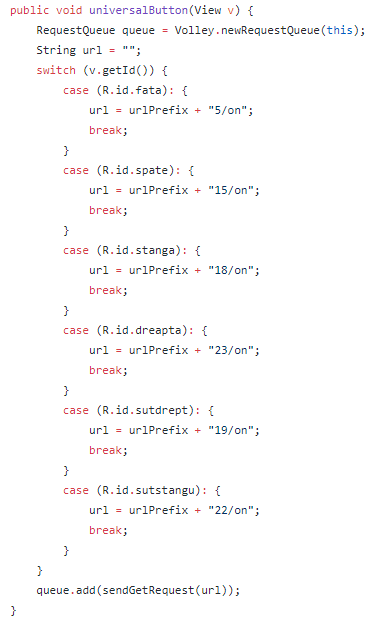 public void universalButton(View v) {
    RequestQueue queue = Volley.newRequestQueue(this);
    String url = "";
    switch (v.getId()) {
        case (R.id.fata): {
            url = urlPrefix + "5/on";
            break;
        }
        case (R.id.spate): {
            url = urlPrefix + "15/on";
            break;
        }
        case (R.id.stanga): {
            url = urlPrefix + "18/on";
            break;
        }
        case (R.id.dreapta): {
            url = urlPrefix + "23/on";
            break;
        }
        case (R.id.sutdrept): {
            url = urlPrefix + "19/on";
            break;
        }
        case (R.id.sutstangu): {
            url = urlPrefix + "22/on";
            break;
        }
    }
    queue.add(sendGetRequest(url));
}